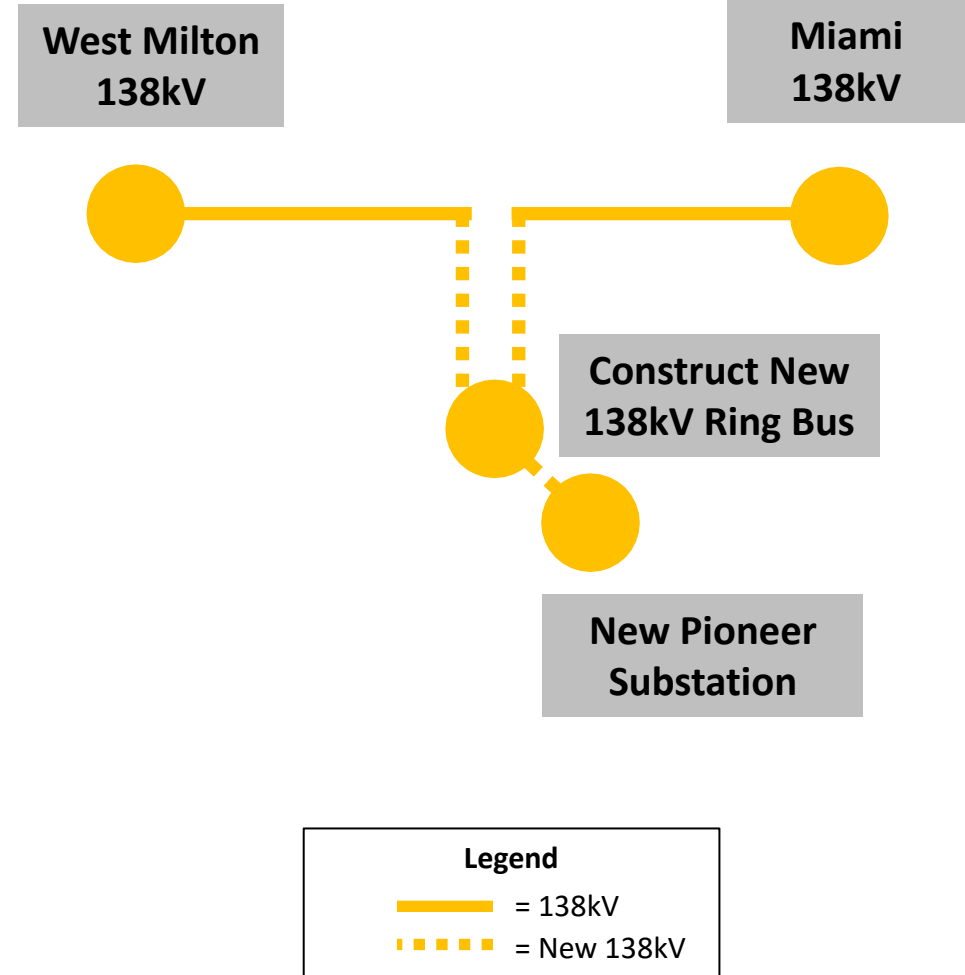 West Milton
138kV
Miami
138kV
Construct New
138kV Ring Bus
New Pioneer
Substation
Legend
= 138kV
= New 138kV